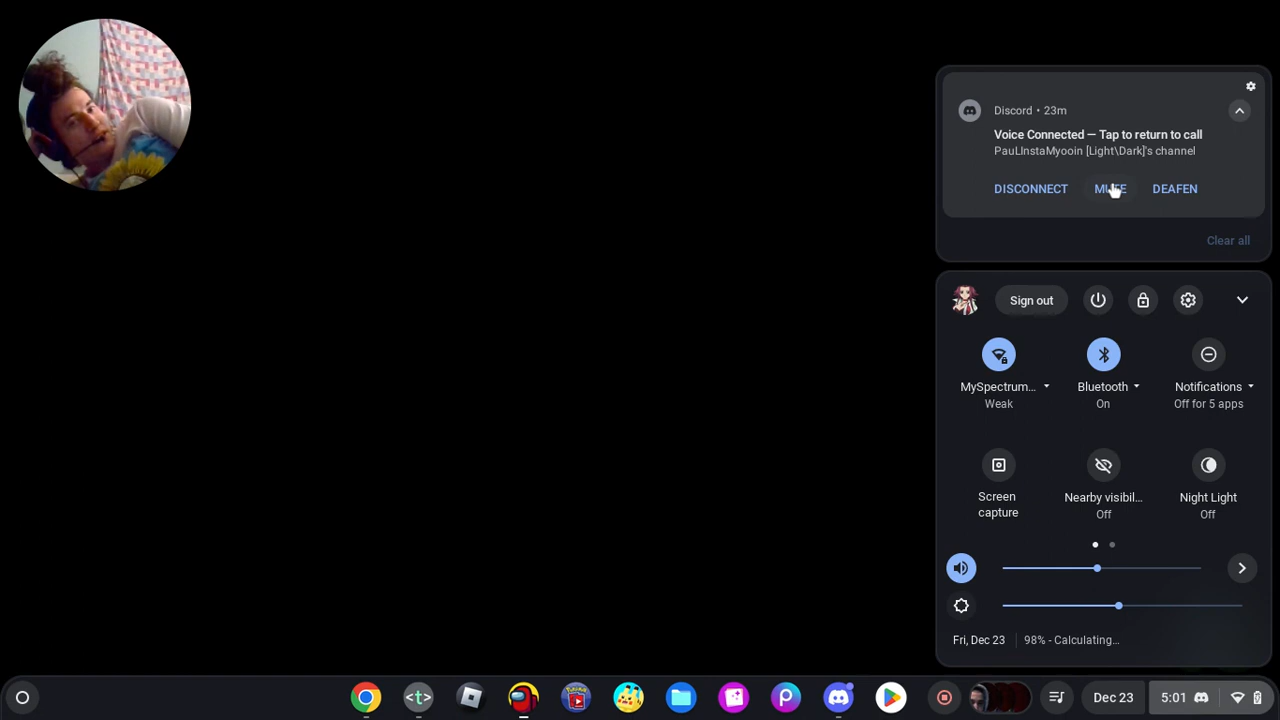 Discord • 23m
Voice Connected — Tap to return to call
PauLInstaMyooin [Light\Dark]'s channel
DISCONNECT MUTE DEAFEN
Clear all
Sign out
MySpectrum... Bluetooth Notifications
Weak On Off for 5 apps
Screen capture
Nearby visibil... Night Light
Off Off
Fri, Dec 23 98% - Calculating...
<t>
Dec 23 5:01